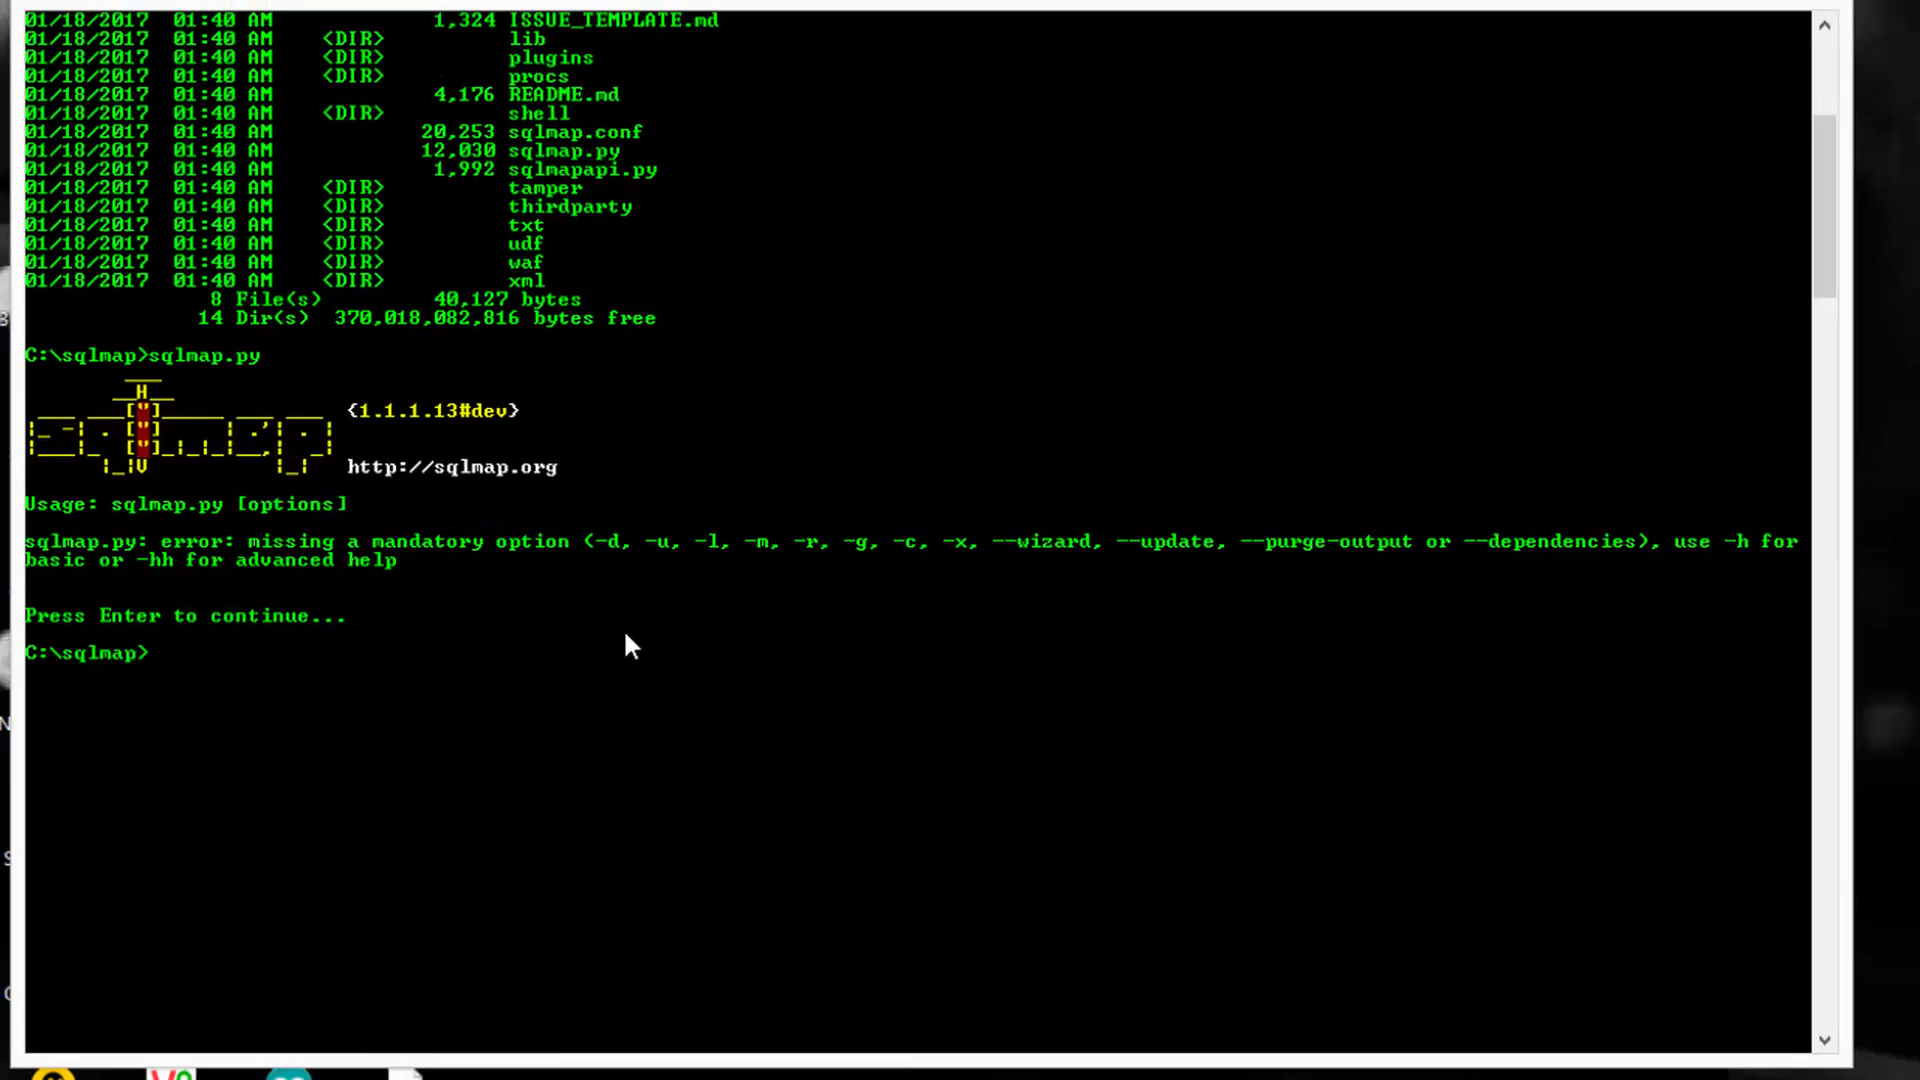 01/18/2017  01:40 AM             1,324 ISSUE_TEMPLATE.md
01/18/2017  01:40 AM    <DIR>          lib
01/18/2017  01:40 AM    <DIR>          plugins
01/18/2017  01:40 AM    <DIR>          procs
01/18/2017  01:40 AM             4,176 README.md
01/18/2017  01:40 AM    <DIR>          shell
01/18/2017  01:40 AM            20,253 sqlmap.conf
01/18/2017  01:40 AM            12,030 sqlmap.py
01/18/2017  01:40 AM             1,992 sqlmapapi.py
01/18/2017  01:40 AM    <DIR>          tamper
01/18/2017  01:40 AM    <DIR>          thirdparty
01/18/2017  01:40 AM    <DIR>          txt
01/18/2017  01:40 AM    <DIR>          udf
01/18/2017  01:40 AM    <DIR>          waf
01/18/2017  01:40 AM    <DIR>          xml
8 File(s)         40,127 bytes
14 Dir(s)  370,018,082,816 bytes free
C:\sqlmap>sqlmap.py
{1.1.1.13#dev}
http://sqlmap.org
Usage: sqlmap.py [options]
sqlmap.py: error: missing a mandatory option (-d, -u, -l, -m, -r, -g, -c, -x, --wizard, --update, --purge-output or --dependencies), use -h for
basic or -hh for advanced help
Press Enter to continue...
C:\sqlmap>